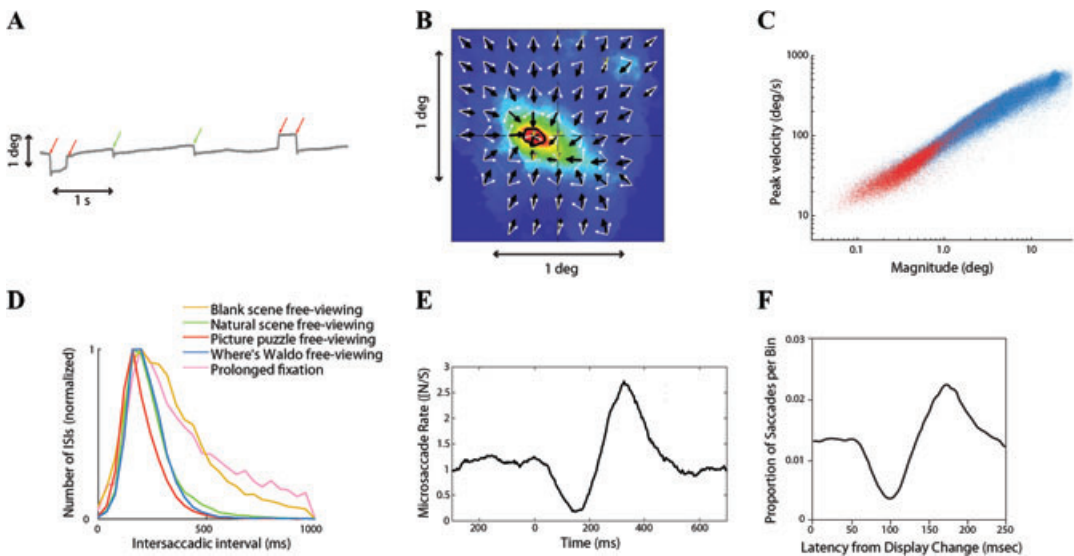 A
1 deg
1 s
B
1 deg
1 deg
C
Peak velocity (deg/s)
1000
100
10
0.1
1.0
10
Magnitude (deg)
D
Blank scene free-viewing
Natural scene free-viewing
Picture puzzle free-viewing
Where's Waldo free-viewing
Prolonged fixation
Number of ISIs (normalized)
1
0
0
500
1000
Intersaccadic interval (ms)
E
Microsaccade Rate ([N/S)
3
2.5
2
1.5
1
0.5
0
300
0
200
400
600
Time (ms)
F
Proportion of Saccades per Bin
0.03
0.02
0.01
0.00
0
50
100
150
200
250
Latency from Display Change (msec)